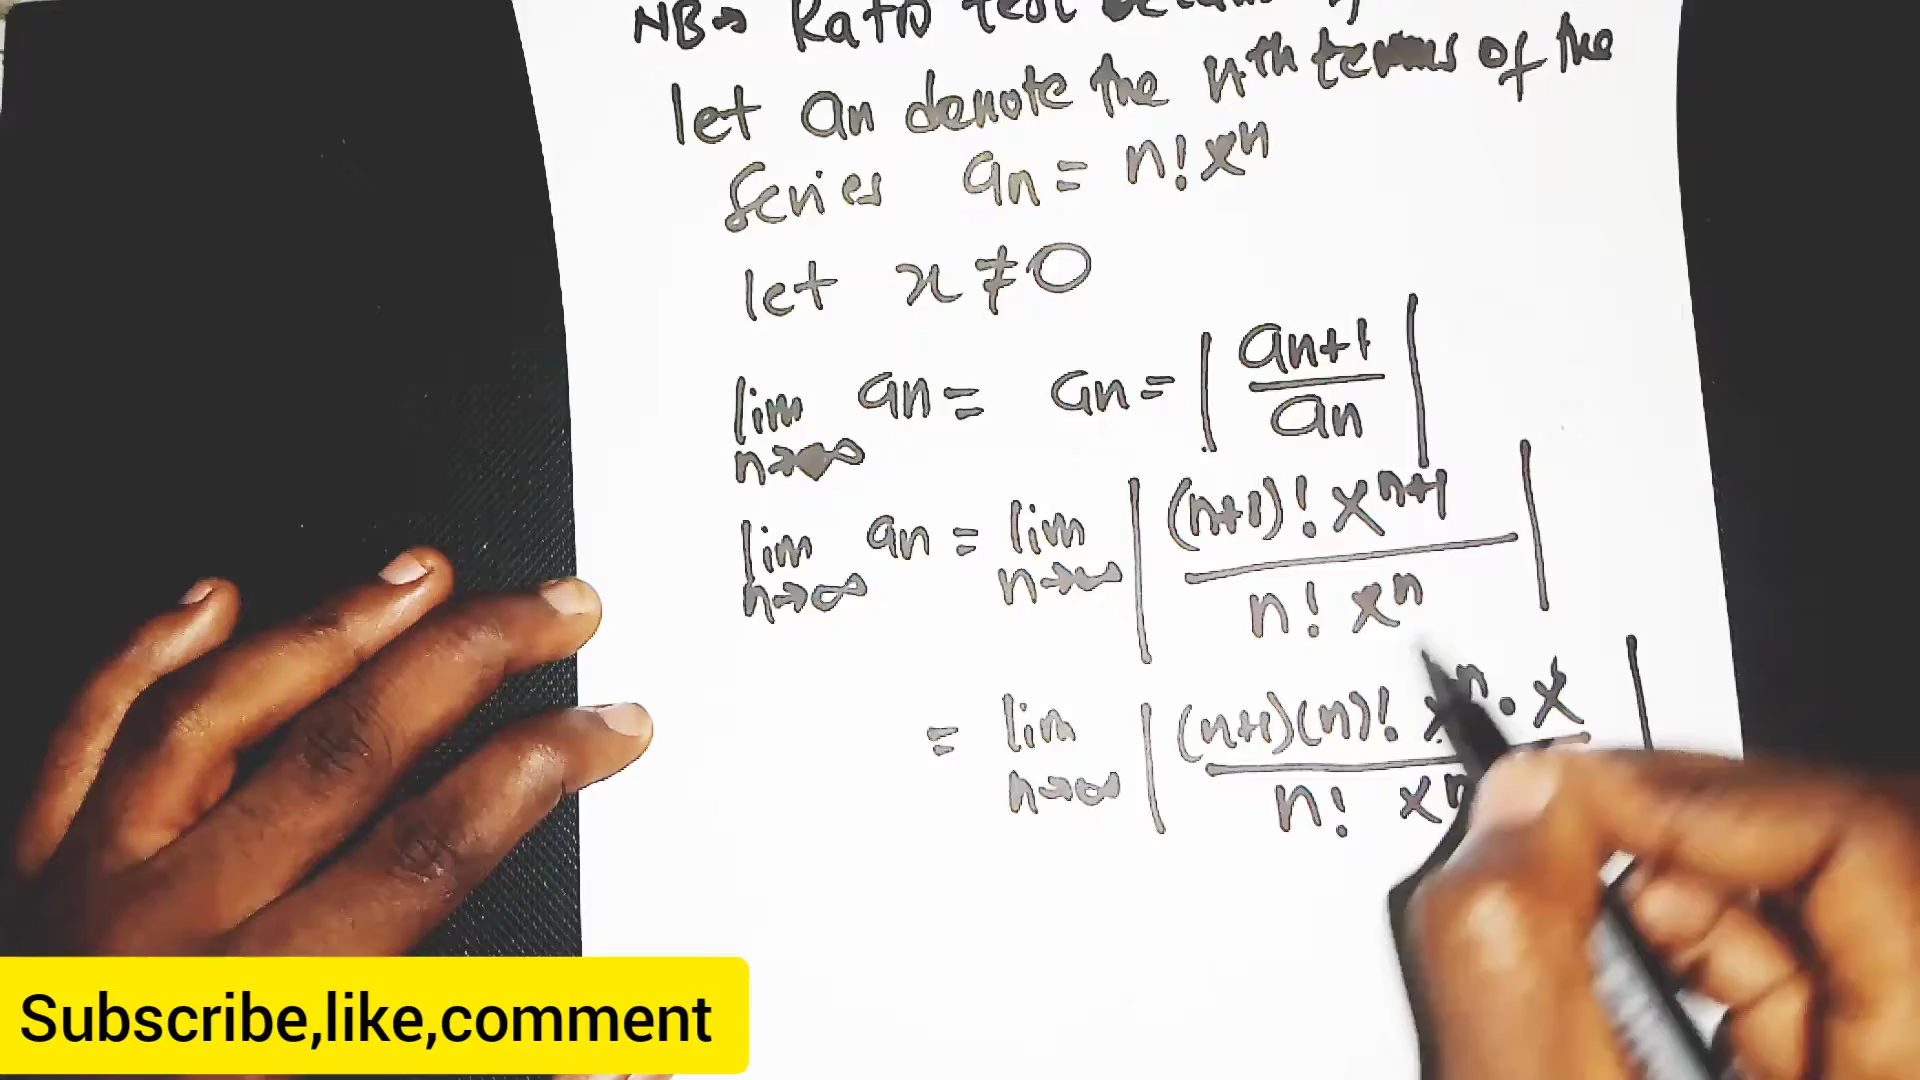 NB→ Ratio test
let an denote the nth terms of the
Series an = n! xⁿ
let x ≠ 0
lim n→∞ an = an = | an+1 / an |
lim n→∞ an = lim n→∞ | (n+1)! xⁿ⁺¹ / n! xⁿ |
= lim n→∞ | (n+1)(n)! xⁿ · x / n! xⁿ |
Subscribe,like,comment